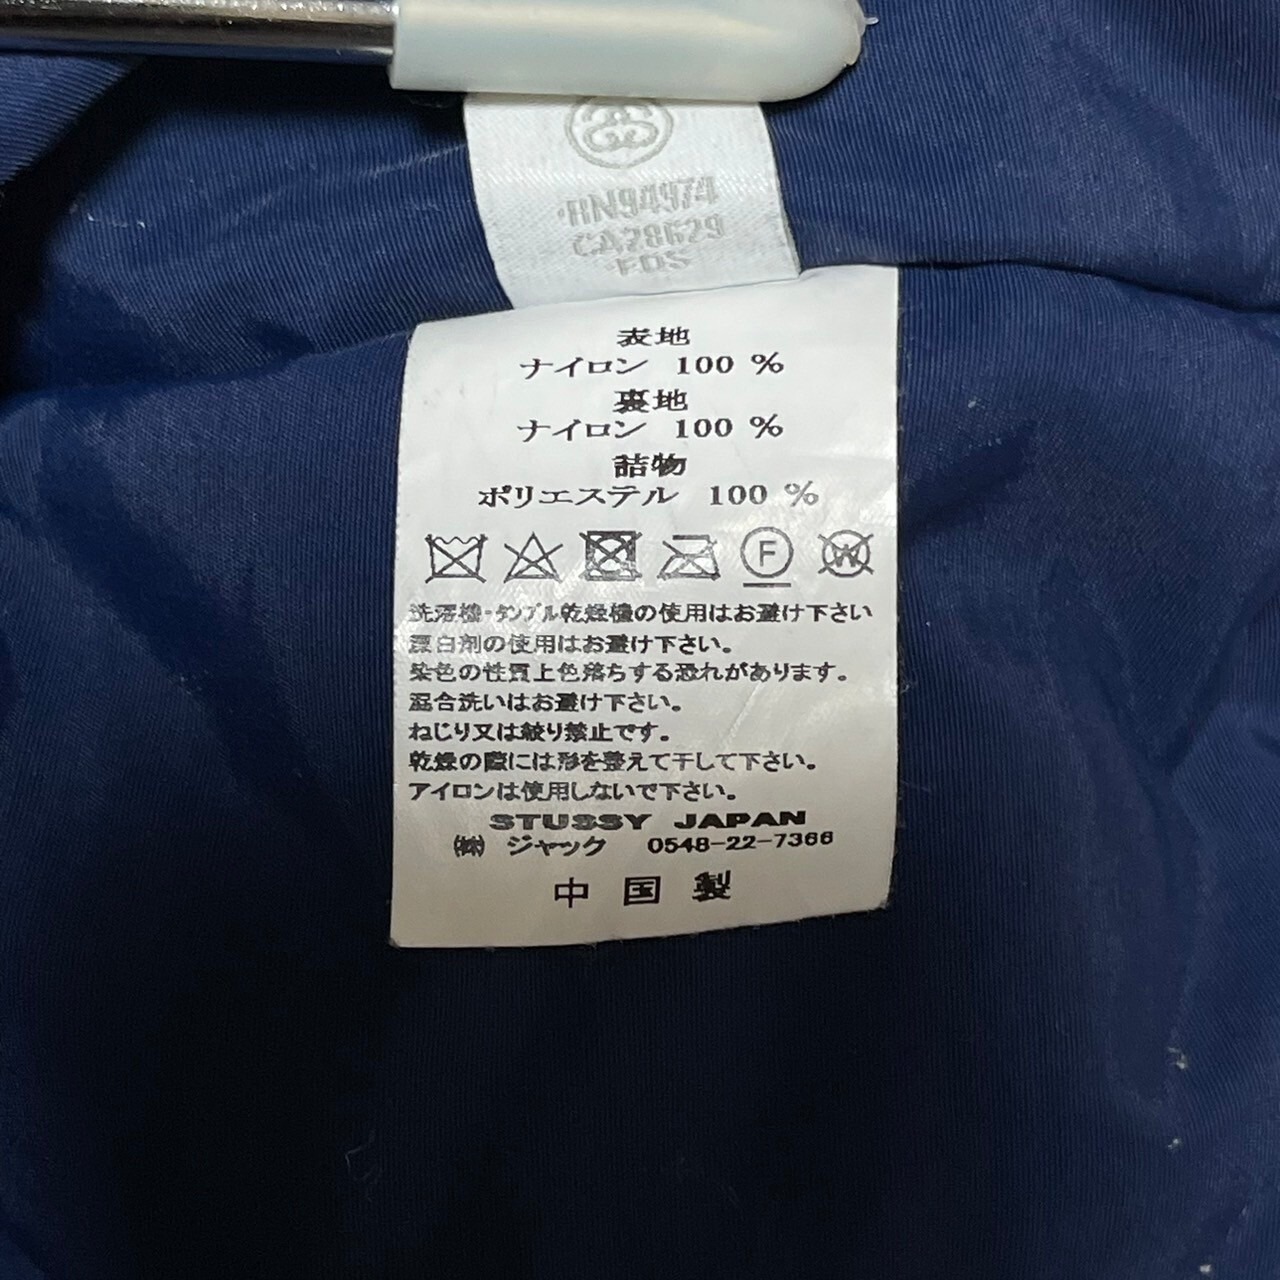 RN94974
CA28629
FDS
表地
ナイロン 100 %
裏地
ナイロン 100 %
詰物
ポリエステル 100 %
F W
洗濯機・タンブル乾燥機の使用はお避け下さい
漂白剤の使用はお避け下さい。
染色の性質上色落ちする恐れがあります。
混合洗いはお避け下さい。
ねじり又は絞り禁止です。
乾燥の際には形を整えて干して下さい。
アイロンは使用しないで下さい。
STUSSY JAPAN
㈱ ジャック 0548-22-7366
中国製